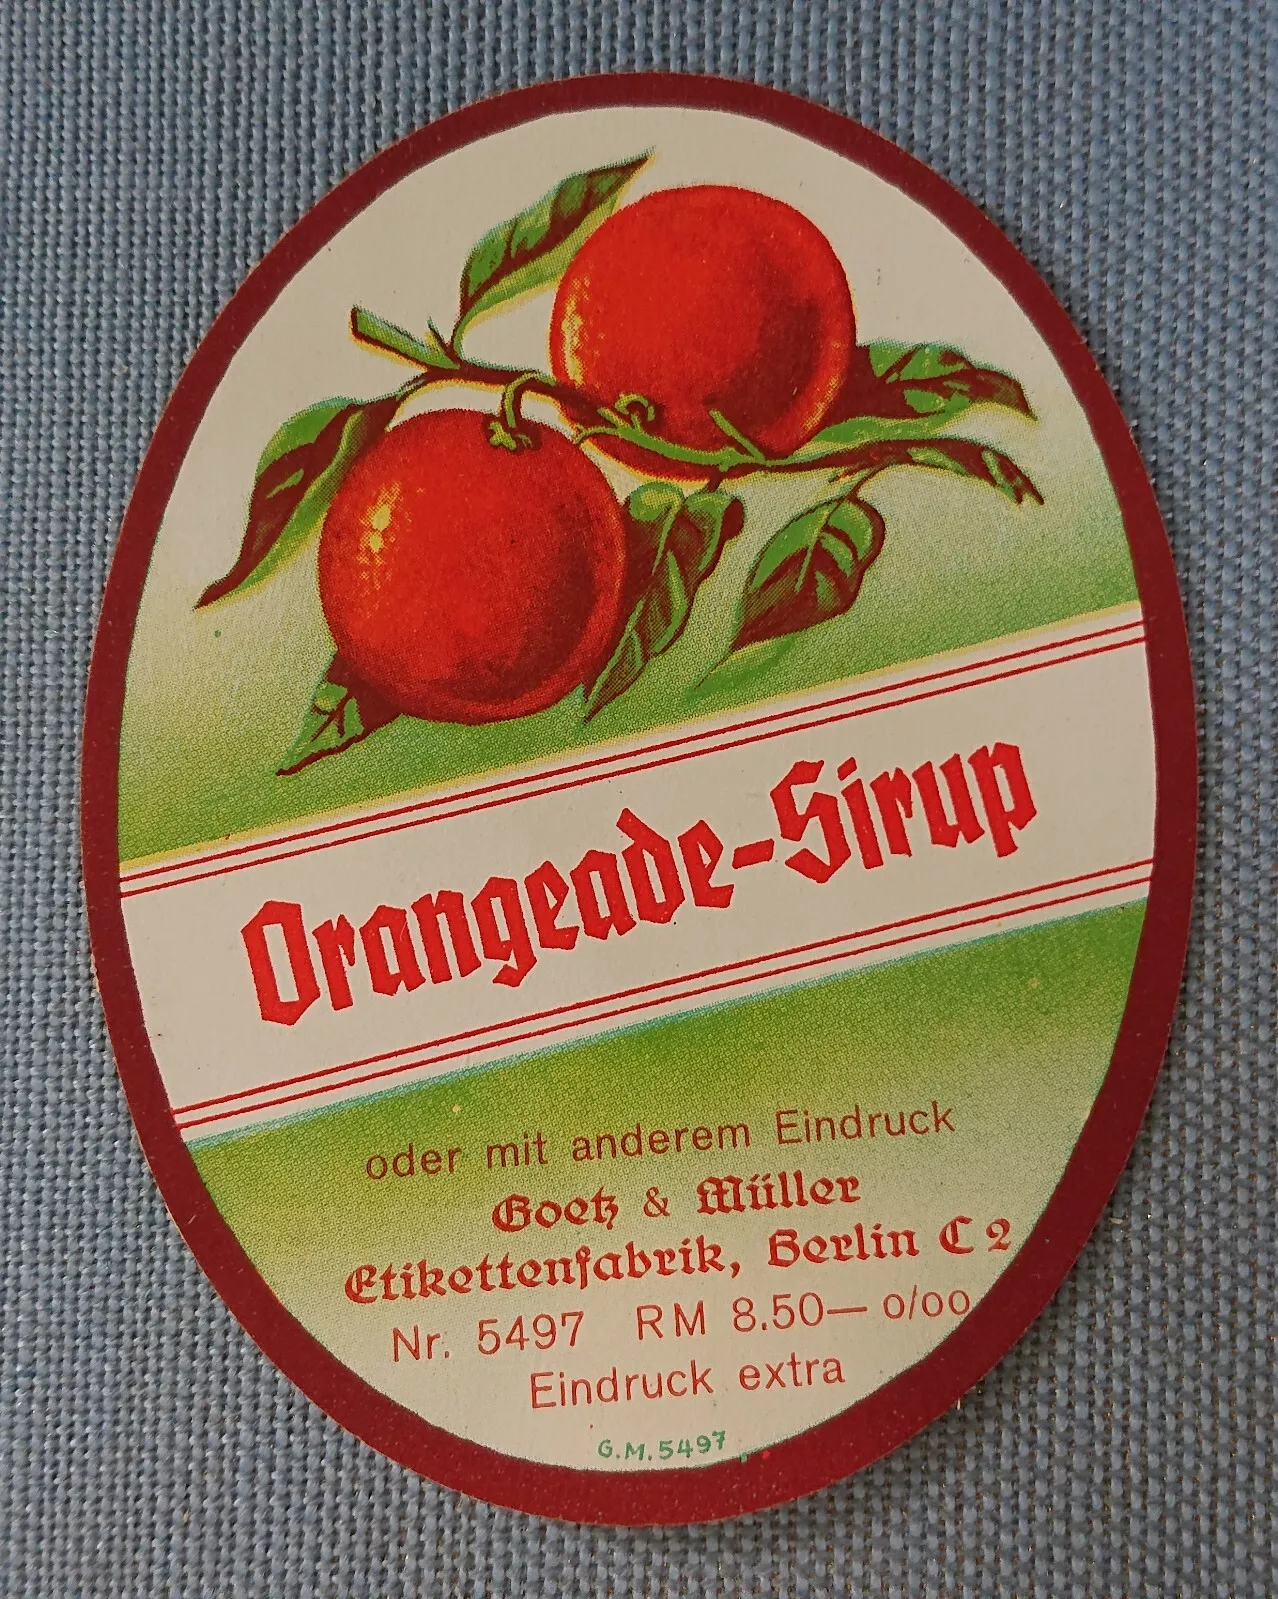 Orangeade-Sirup
oder mit anderem Eindruck
Goetz & Müller
Etikettenfabrik, Berlin C 2
Nr. 5497 RM 8.50— o/oo
Eindruck extra
G.M. 5497